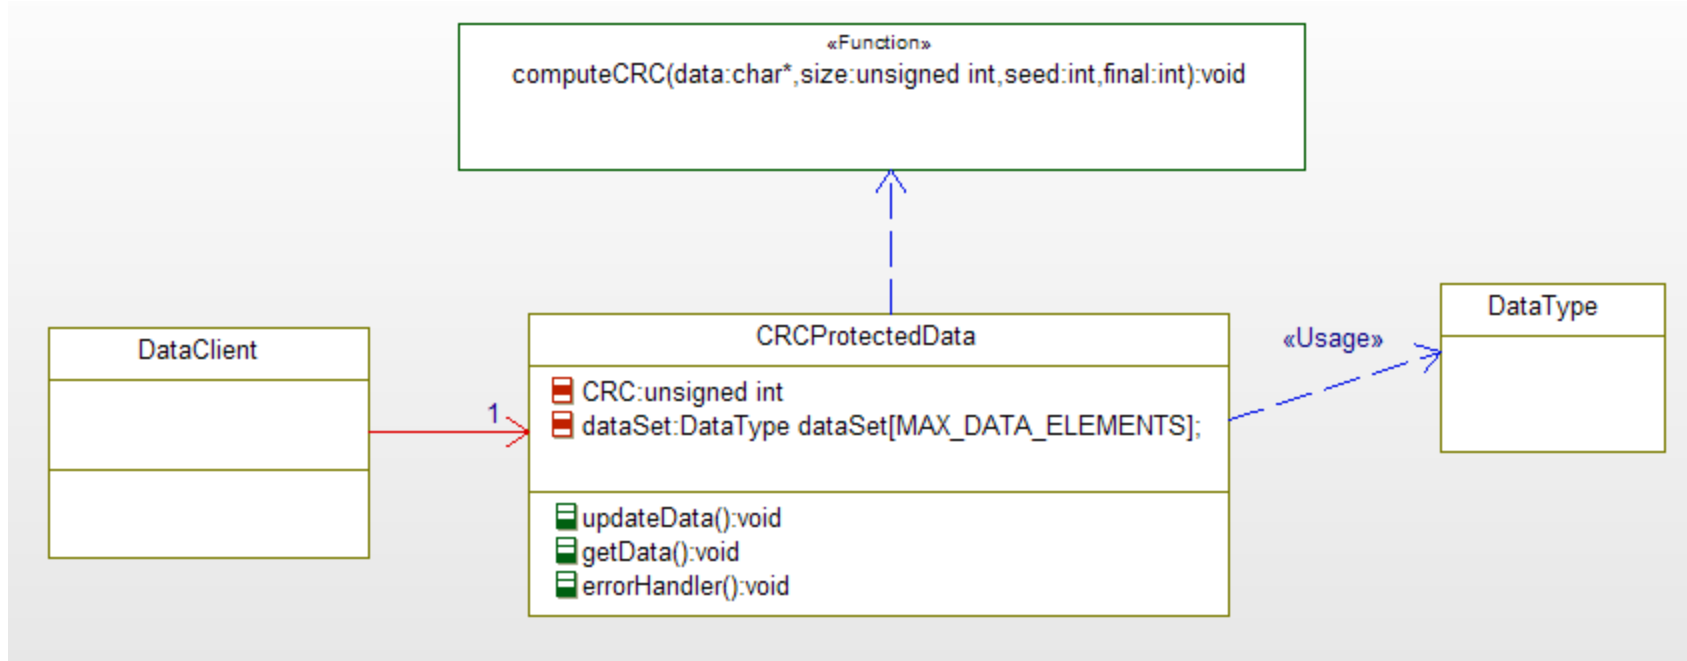 «Function»
computeCRC(data:char*,size:unsigned int,seed:int,final:int):void
DataClient
1
CRCProtectedData
CRC:unsigned int
dataSet:DataType dataSet[MAX_DATA_ELEMENTS];
updateData():void
getData():void
errorHandler():void
«Usage»
DataType